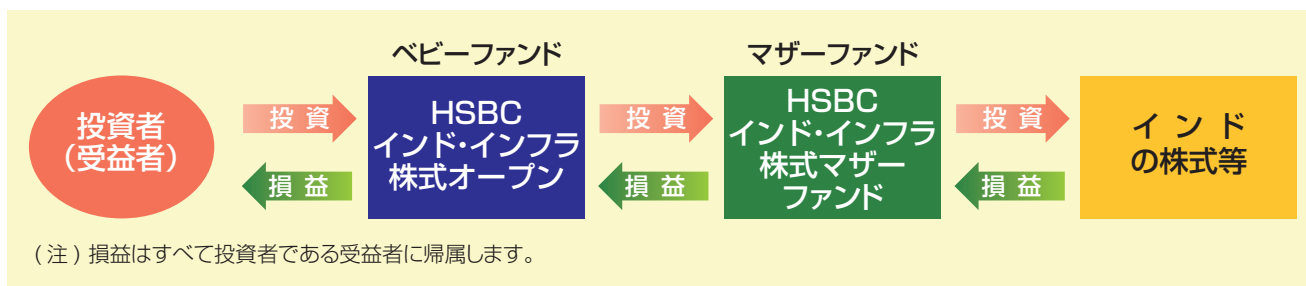 ベビーファンド
マザーファンド
投資者
（受益者）
投 資
損 益
HSBC
インド・インフラ
株式オープン
投 資
損 益
HSBC
インド・インフラ
株式マザー
ファンド
投 資
損 益
イ ン ド
の株式等
( 注 ) 損益はすべて投資者である受益者に帰属します。